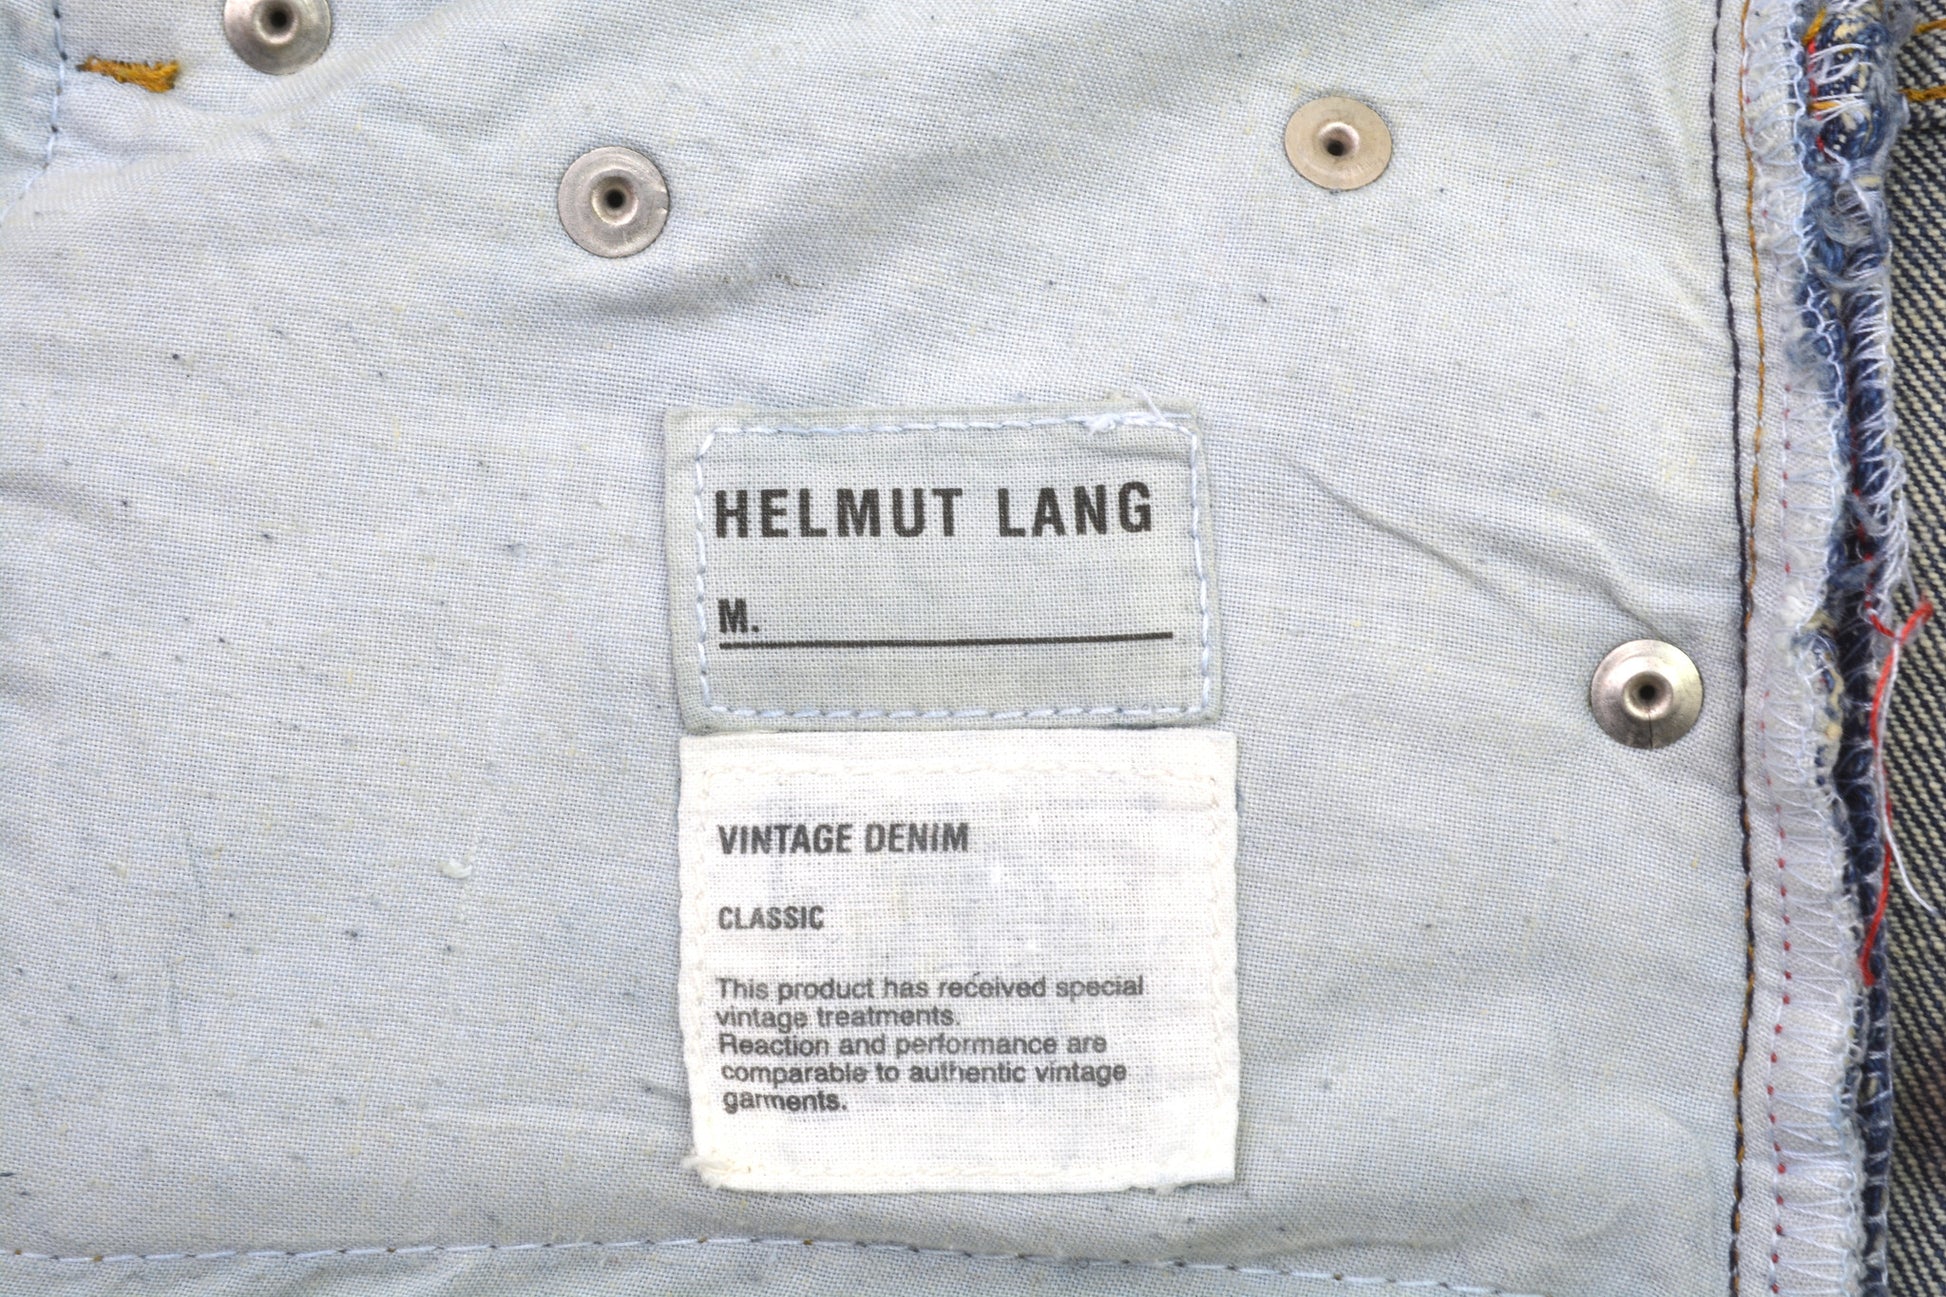 HELMUT LANG
M.
VINTAGE DENIM
CLASSIC
This product has received special
vintage treatments.
Reaction and performance are
comparable to authentic vintage
garments.